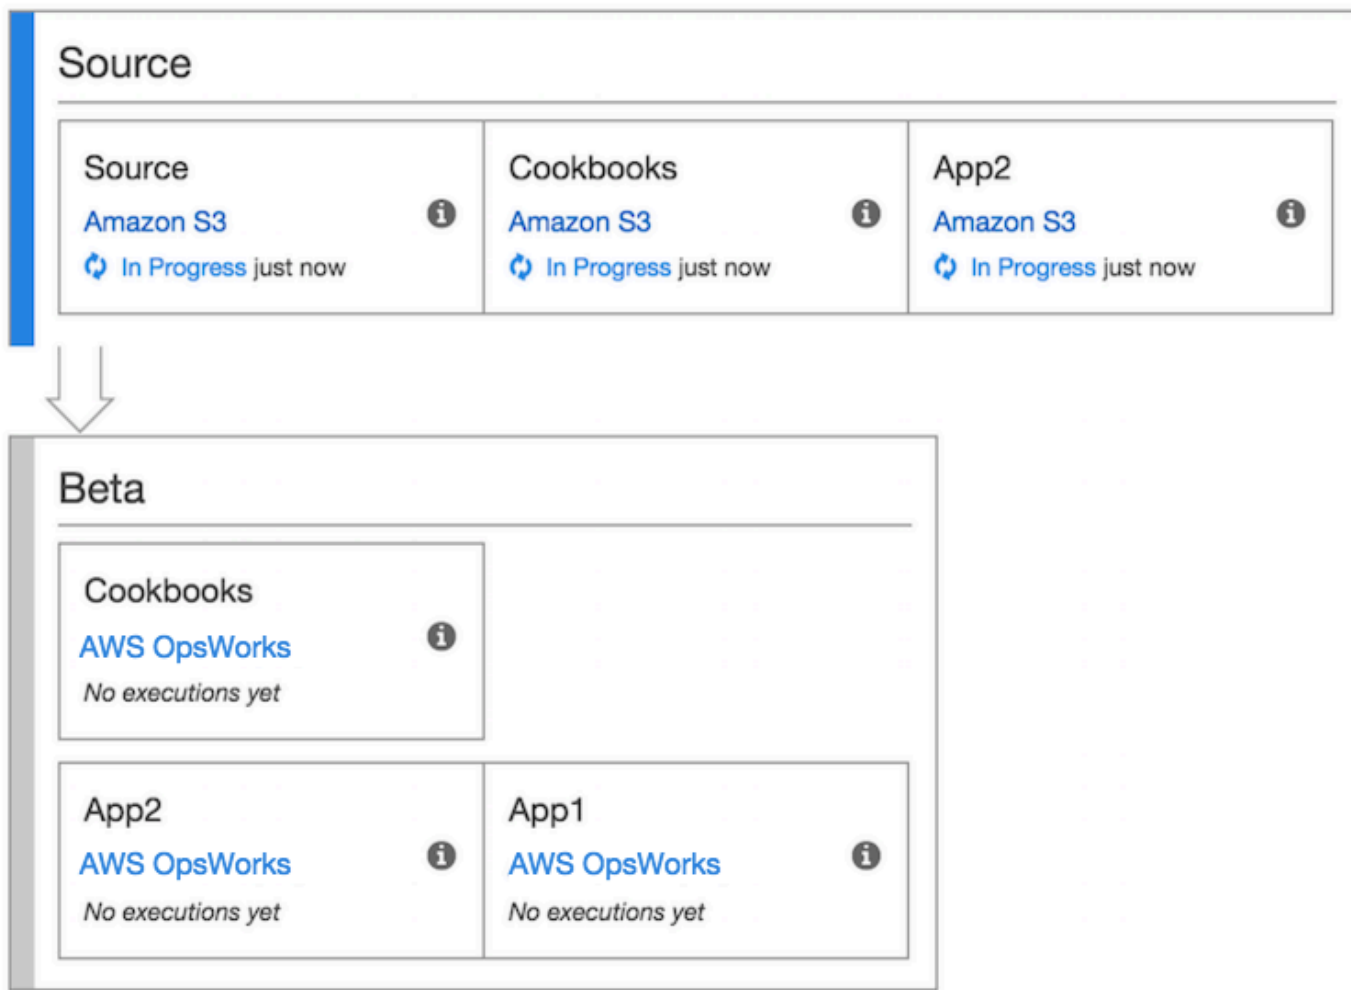 Source
Source
Amazon S3
In Progress just now
Cookbooks
Amazon S3
In Progress just now
App2
Amazon S3
In Progress just now
Beta
Cookbooks
AWS OpsWorks
No executions yet
App2
AWS OpsWorks
No executions yet
App1
AWS OpsWorks
No executions yet